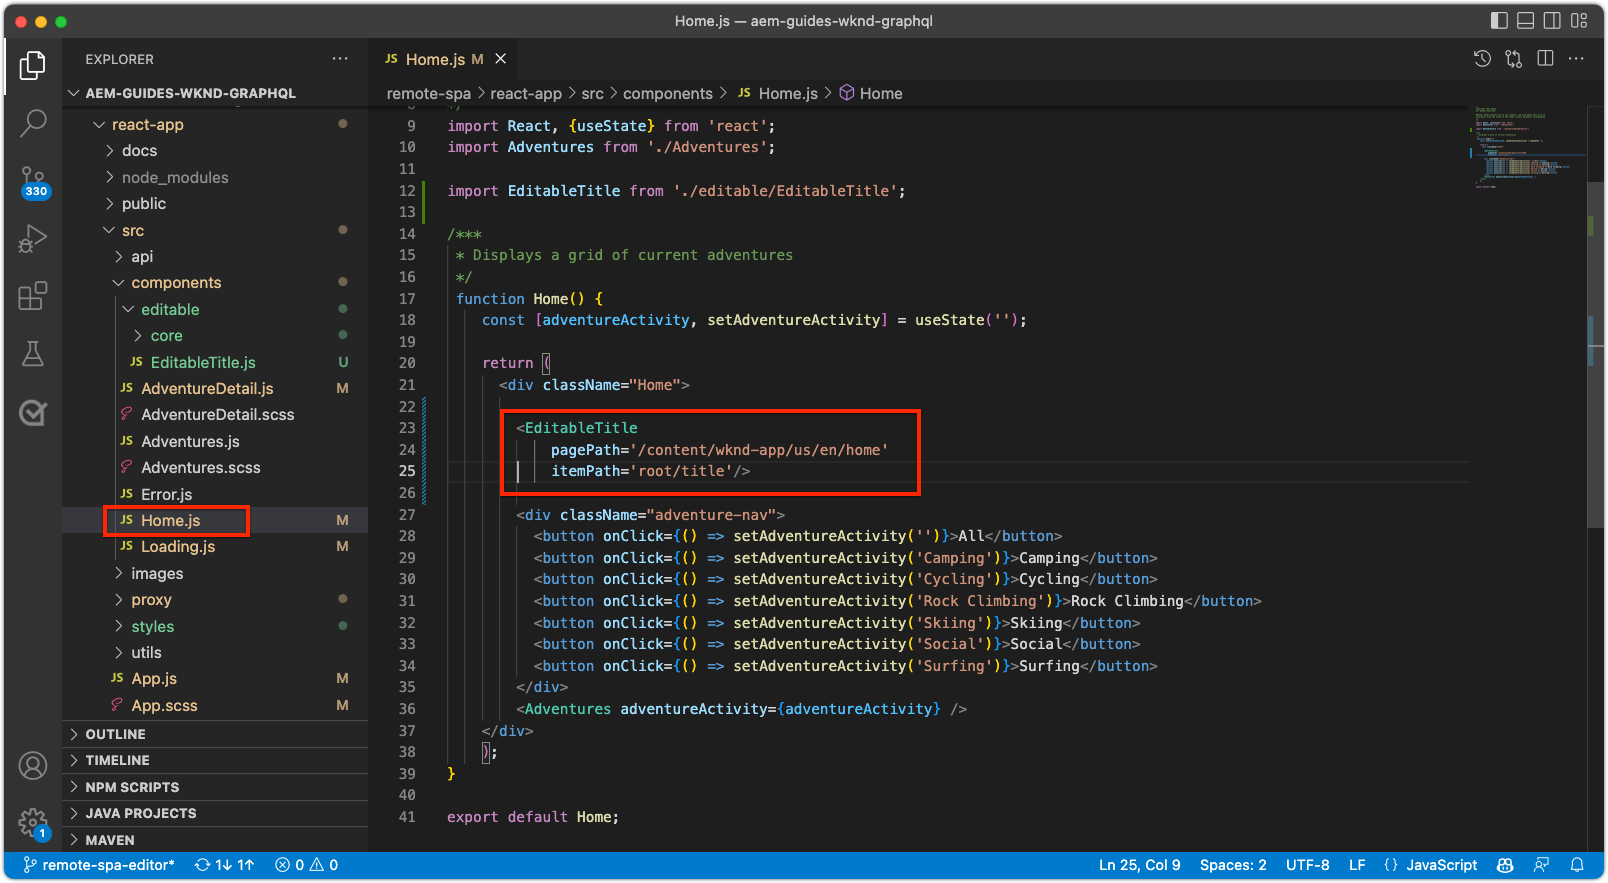 Home.js — aem-guides-wknd-graphql
EXPLORER
AEM-GUIDES-WKND-GRAPHQL
react-app
docs
node_modules
public
src
api
components
editable
core
JS EditableTitle.js U
JS AdventureDetail.js M
AdventureDetail.scss
JS Adventures.js
Adventures.scss
JS Error.js
JS Home.js M
JS Loading.js M
images
proxy
styles
utils
JS App.js M
App.scss M
OUTLINE
TIMELINE
NPM SCRIPTS
JAVA PROJECTS
MAVEN
330
1
JS Home.js M
remote-spa > react-app > src > components > JS Home.js > Home
9 import React, {useState} from 'react';
10 import Adventures from './Adventures';
11
12 import EditableTitle from './editable/EditableTitle';
13
14 /***
15 * Displays a grid of current adventures
16 */
17 function Home() {
18 const [adventureActivity, setAdventureActivity] = useState('');
19
20 return (
21 <div className="Home">
22
23 <EditableTitle
24 pagePath='/content/wknd-app/us/en/home'
25 itemPath='root/title'/>
26
27 <div className="adventure-nav">
28 <button onClick={() => setAdventureActivity('')}>All</button>
29 <button onClick={() => setAdventureActivity('Camping')}>Camping</button>
30 <button onClick={() => setAdventureActivity('Cycling')}>Cycling</button>
31 <button onClick={() => setAdventureActivity('Rock Climbing')}>Rock Climbing</button>
32 <button onClick={() => setAdventureActivity('Skiing')}>Skiing</button>
33 <button onClick={() => setAdventureActivity('Social')}>Social</button>
34 <button onClick={() => setAdventureActivity('Surfing')}>Surfing</button>
35 </div>
36 <Adventures adventureActivity={adventureActivity} />
37 </div>
38 );
39 }
40
41 export default Home;
remote-spa-editor* 1↓ 1↑ 0 0 Ln 25, Col 9 Spaces: 2 UTF-8 LF {} JavaScript